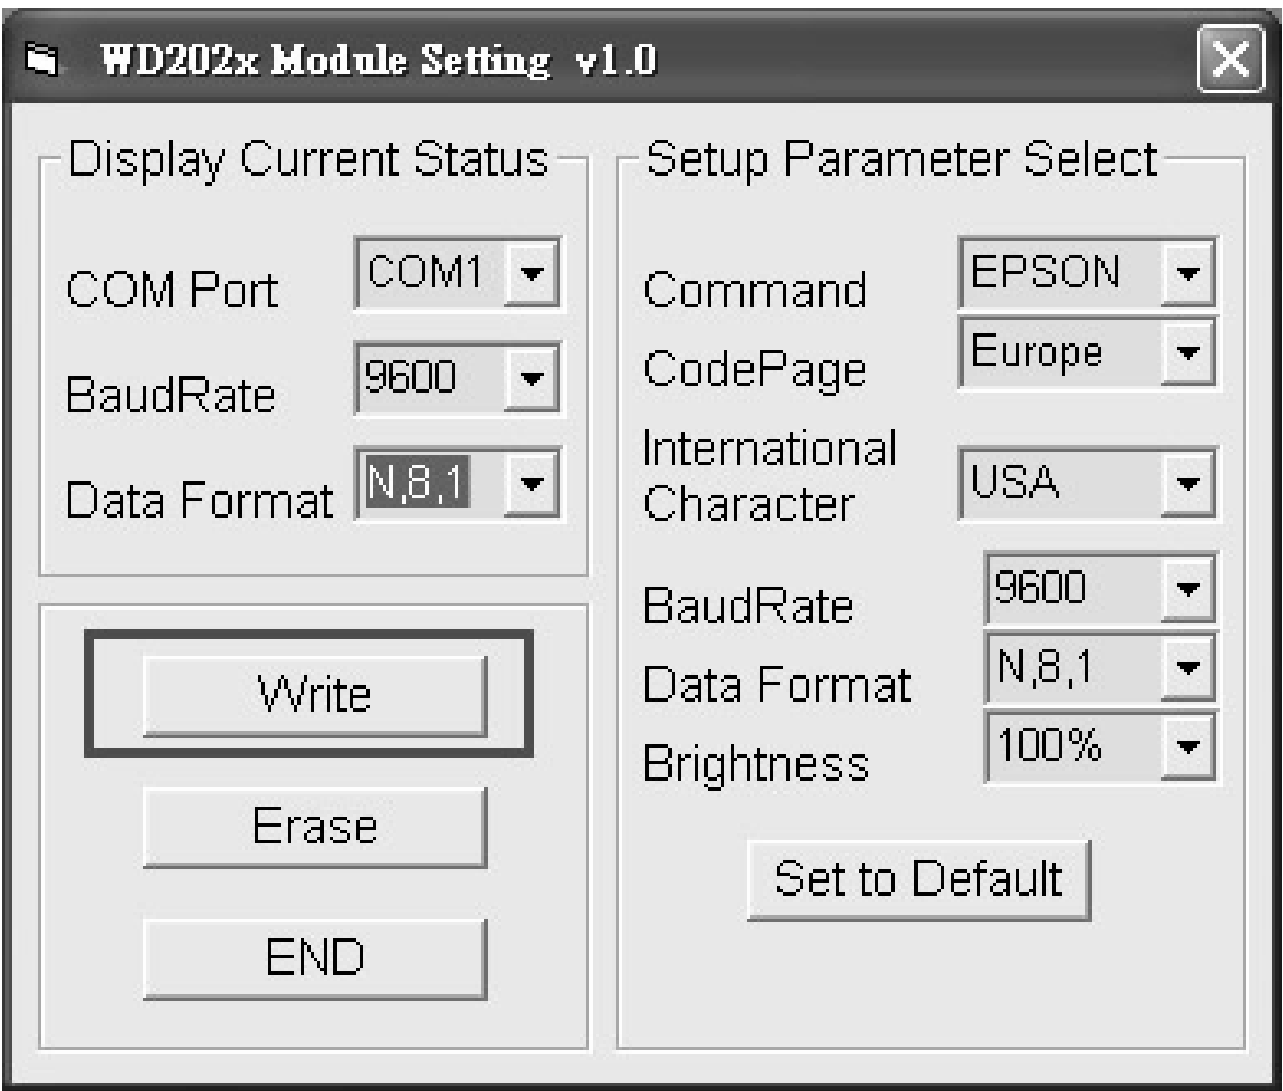 WD202x Module Setting v1.0
Display Current Status
COM Port COM1
BaudRate 9600
Data Format N,8,1
Write
Erase
END
Setup Parameter Select
Command EPSON
CodePage Europe
International
Character USA
BaudRate 9600
Data Format N,8,1
Brightness 100%
Set to Default